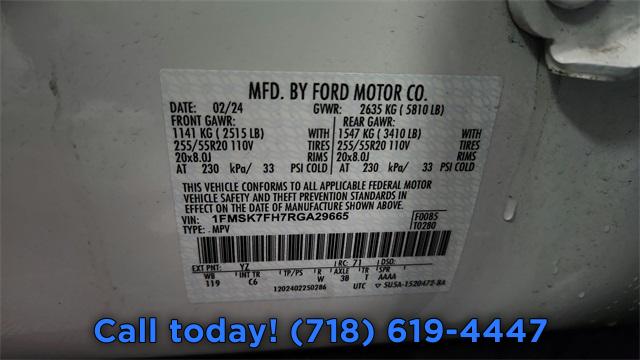 MFD. BY FORD MOTOR CO.
DATE: 02/24 GVWR: 2635 KG ( 5810 LB)
FRONT GAWR: REAR GAWR:
1141 KG ( 2515 LB) WITH 1547 KG ( 3410 LB) WITH
255/55R20 110V TIRES 255/55R20 110V TIRES
20x8.0J RIMS 20x8.0J RIMS
AT 230 kPa/ 33 PSI COLD AT 230 kPa/ 33 PSI COLD
THIS VEHICLE CONFORMS TO ALL APPLICABLE FEDERAL MOTOR
VEHICLE SAFETY AND THEFT PREVENTION STANDARDS IN
EFFECT ON THE DATE OF MANUFACTURE SHOWN ABOVE.
VIN: 1FMSK7FH7RGA29665 F0085
TYPE: MPV T0280
EXT PNT: YZ RC: 71 DSO:
WB INT TR TP/PS R AXLE TR SPR
119 C6 W 3B T AAAA
1202402250286 UTC 5U5A-1520472-BA
Call today! (718) 619-4447